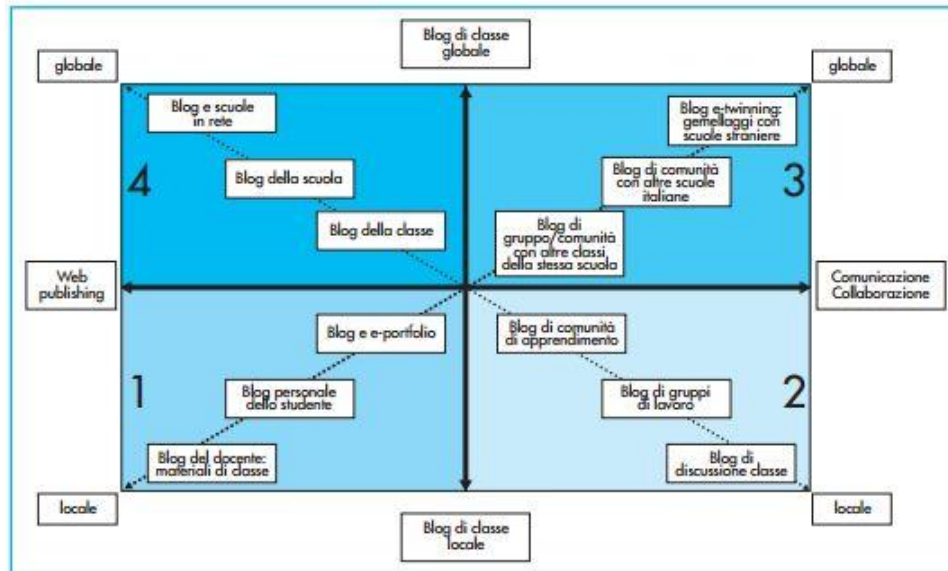 Blog di classe
globale
globale
globale
Blog e scuole
in rete
Blog e-twinning:
gemellaggi con
scuole straniere
4
Blog della scuola
Blog di comunità
con altre scuole
italiane
3
Blog della classe
Blog di
gruppo/comunità
con altre classi
della stessa scuola
Web
publishing
Comunicazione
Collaborazione
Blog e e-portfolio
Blog di comunità
di apprendimento
1
Blog personale
dello studente
Blog di gruppi
di lavoro
2
Blog del docente:
materiali di classe
Blog di
discussione classe
locale
locale
Blog di classe
locale